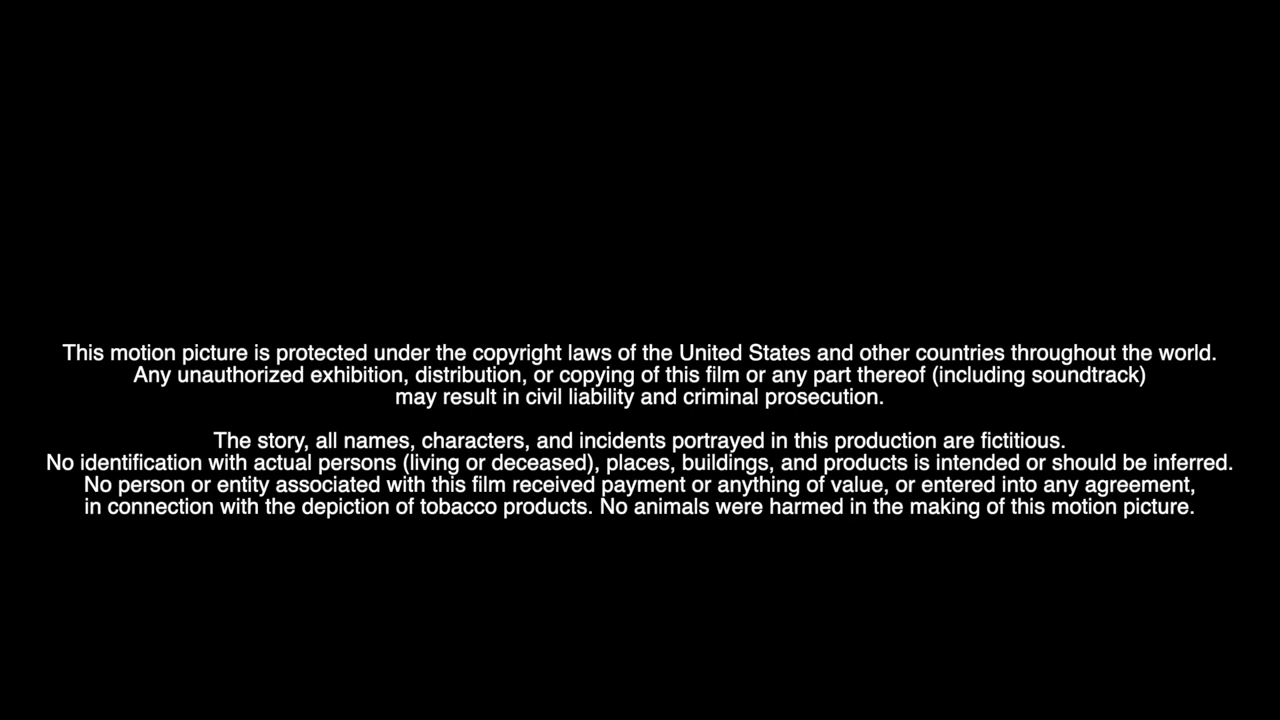 This motion picture is protected under the copyright laws of the United States and other countries throughout the world.
Any unauthorized exhibition, distribution, or copying of this film or any part thereof (including soundtrack)
may result in civil liability and criminal prosecution.
The story, all names, characters, and incidents portrayed in this production are fictitious.
No identification with actual persons (living or deceased), places, buildings, and products is intended or should be inferred.
No person or entity associated with this film received payment or anything of value, or entered into any agreement,
in connection with the depiction of tobacco products. No animals were harmed in the making of this motion picture.